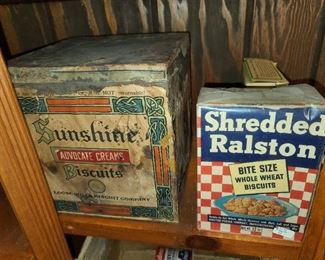 Sunshine
ADVOCATE CREAMS
Biscuits
LOOSE-WILES BISCUIT COMPANY
Shredded
Ralston
BITE SIZE
WHOLE WHEAT
BISCUITS